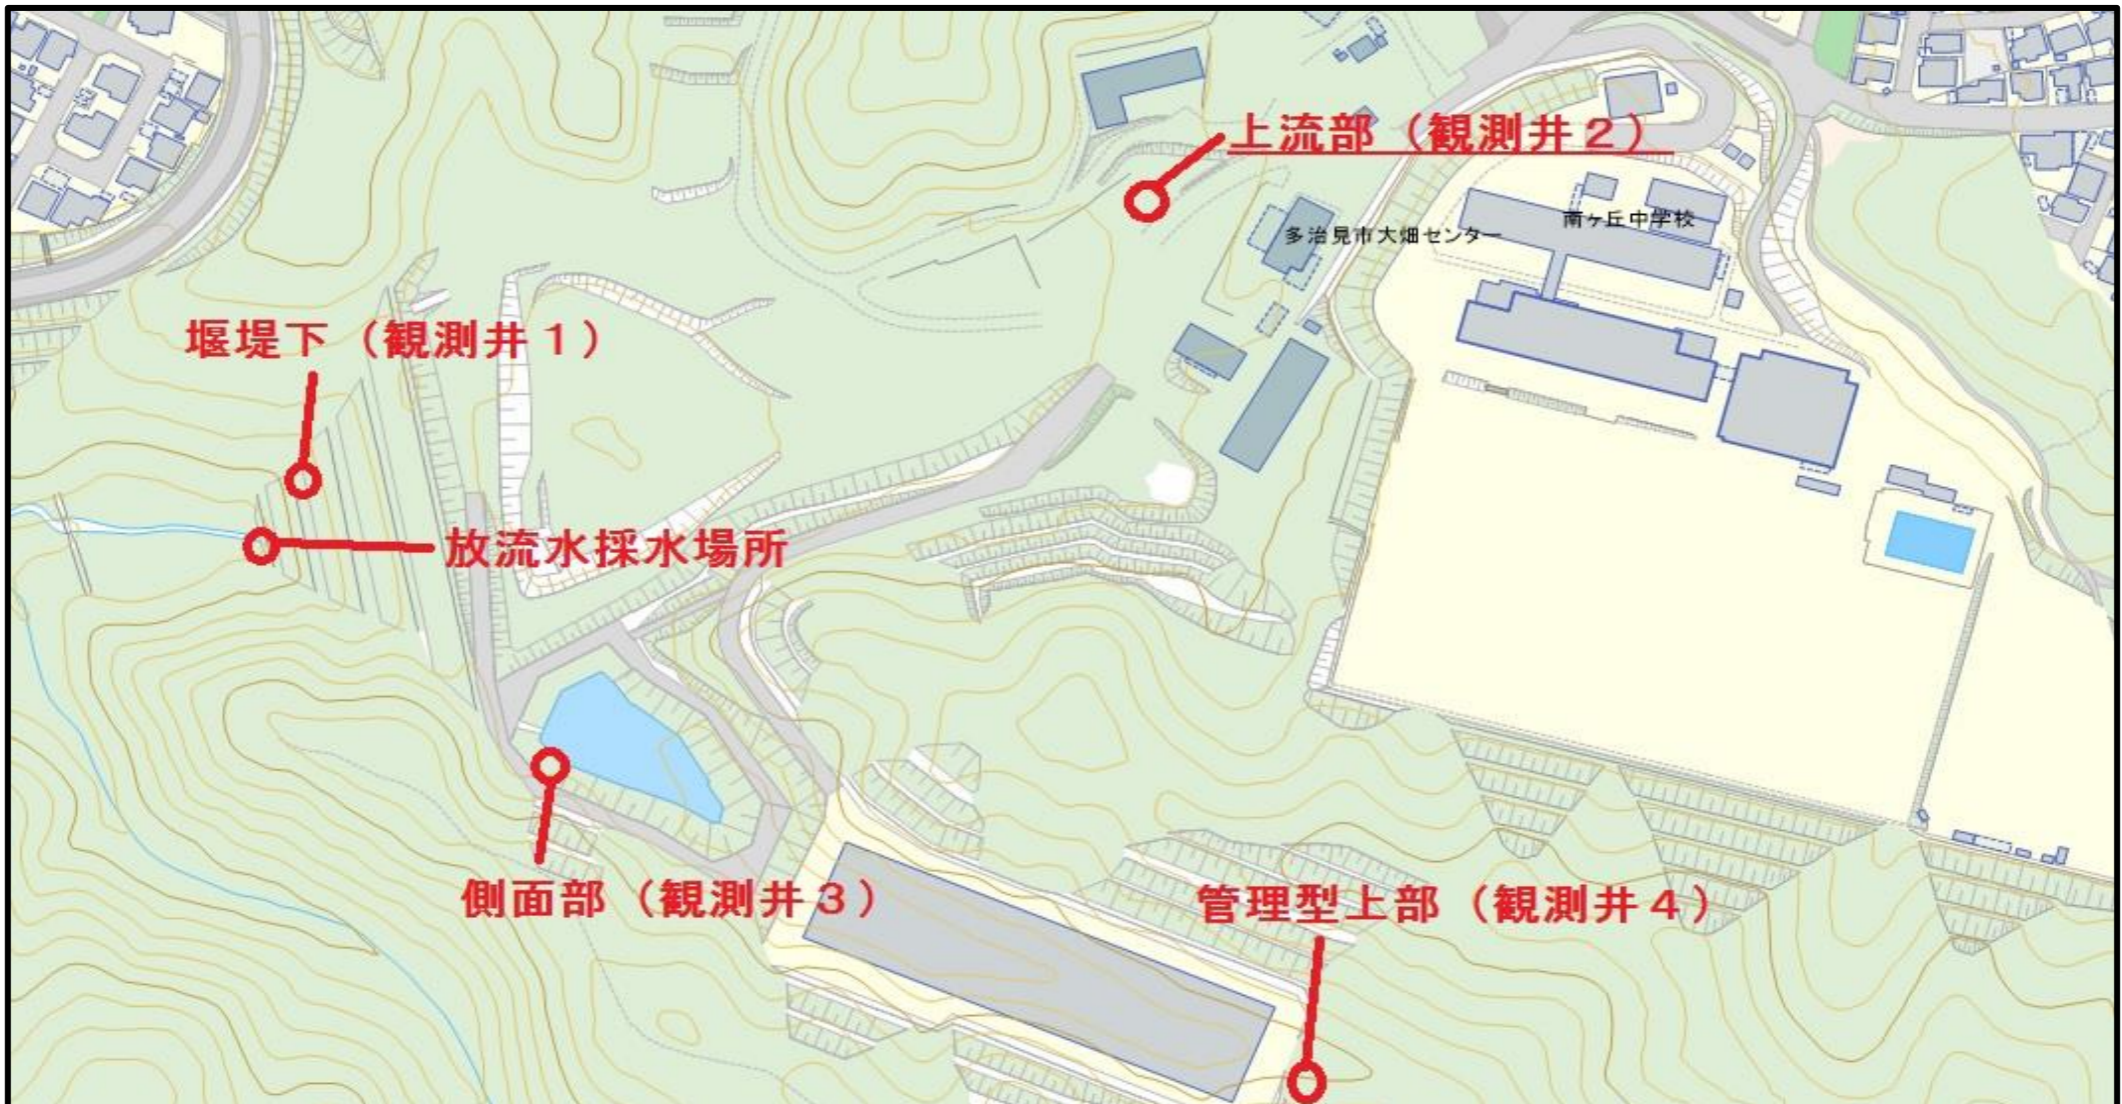 上流部（観測井２）
南ヶ丘中学校
多治見市大畑センター
堰堤下（観測井１）
放流水採水場所
側面部（観測井３）
管理型上部（観測井４）